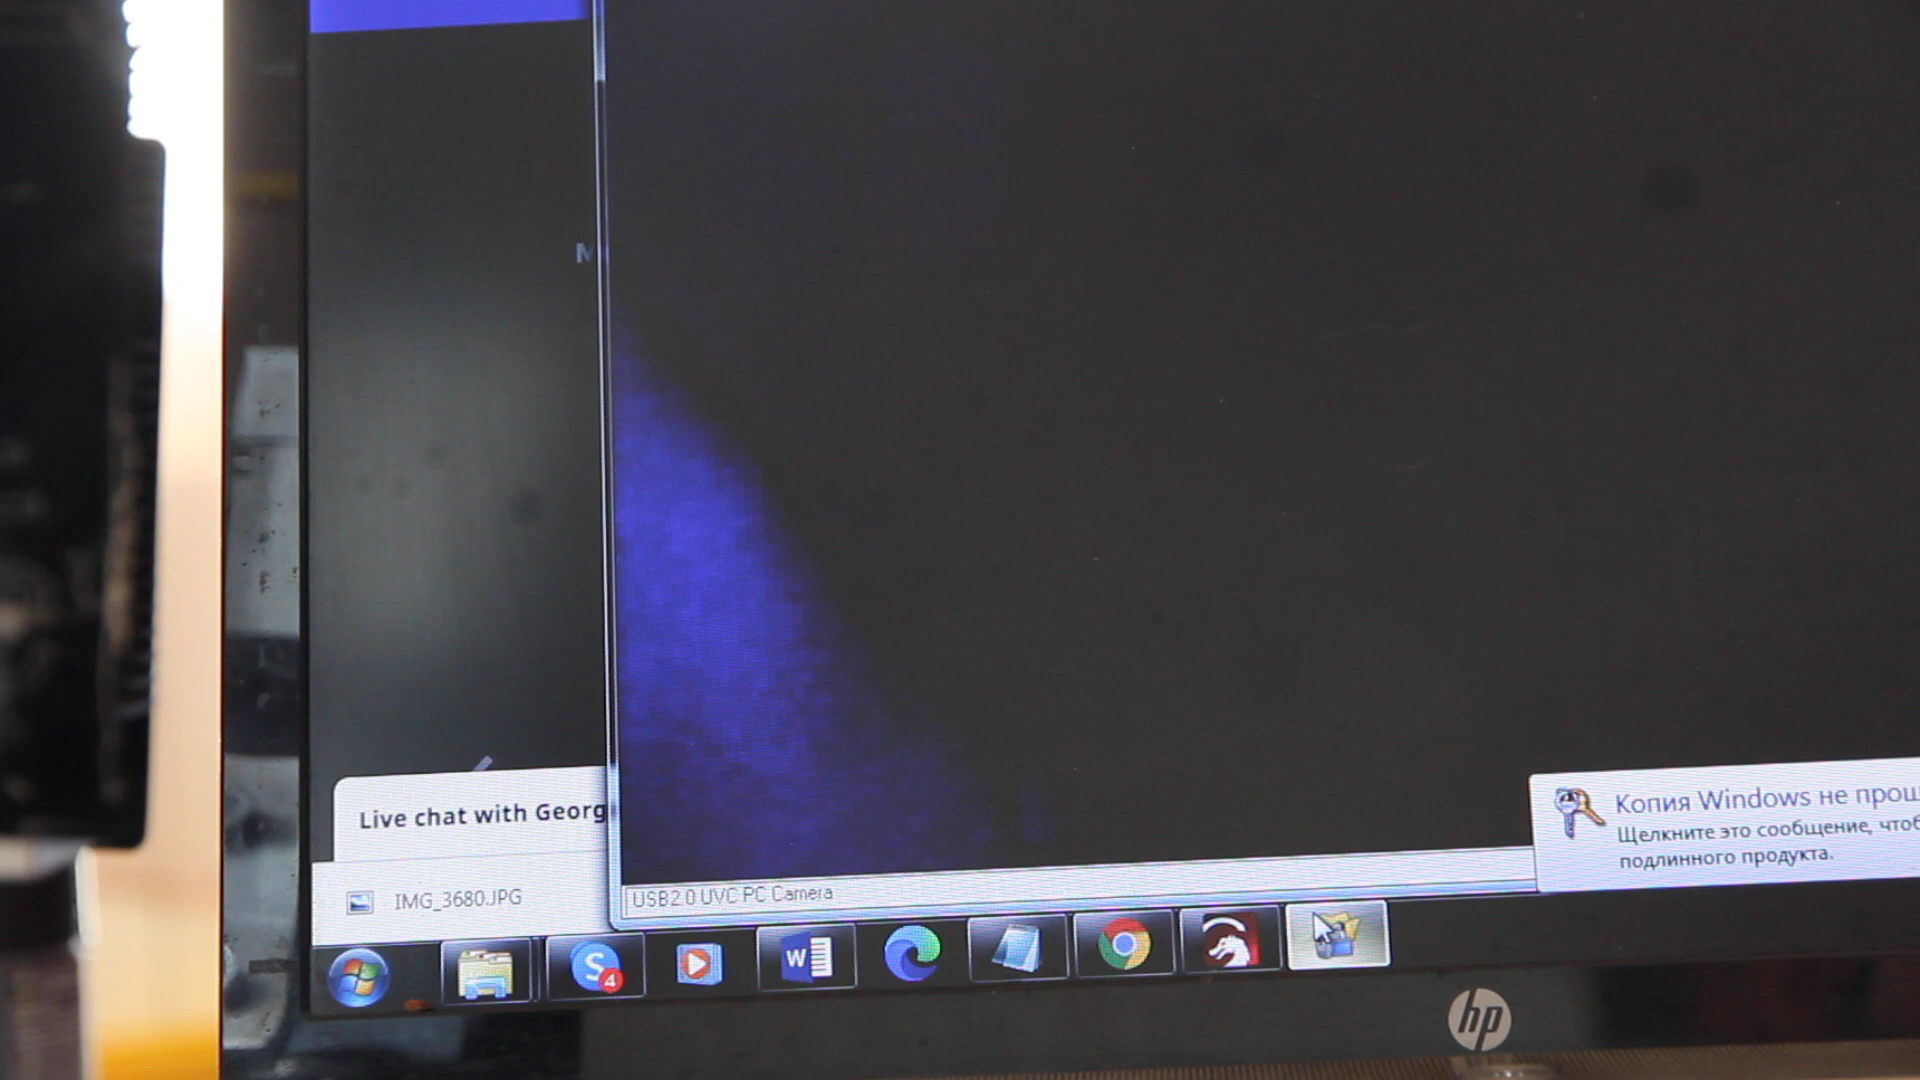 M
Live chat with Georg
IMG_3680.JPG
USB2.0 UVC PC Camera
Копия Windows не прош
Щелкните это сообщение, чтоб
подлинного продукта.
S
4
W
hp